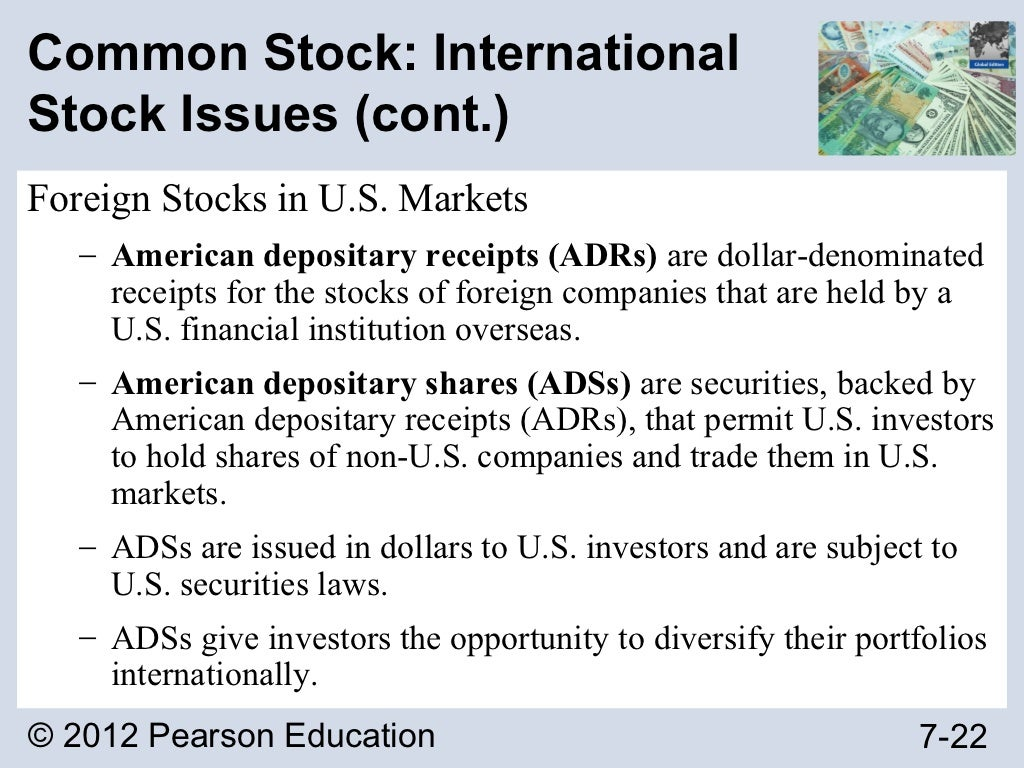 Common Stock: International
Stock Issues (cont.)
Global Edition
Foreign Stocks in U.S. Markets
– American depositary receipts (ADRs) are dollar-denominated
receipts for the stocks of foreign companies that are held by a
U.S. financial institution overseas.
– American depositary shares (ADSs) are securities, backed by
American depositary receipts (ADRs), that permit U.S. investors
to hold shares of non-U.S. companies and trade them in U.S.
markets.
– ADSs are issued in dollars to U.S. investors and are subject to
U.S. securities laws.
– ADSs give investors the opportunity to diversify their portfolios
internationally.
© 2012 Pearson Education
7-22